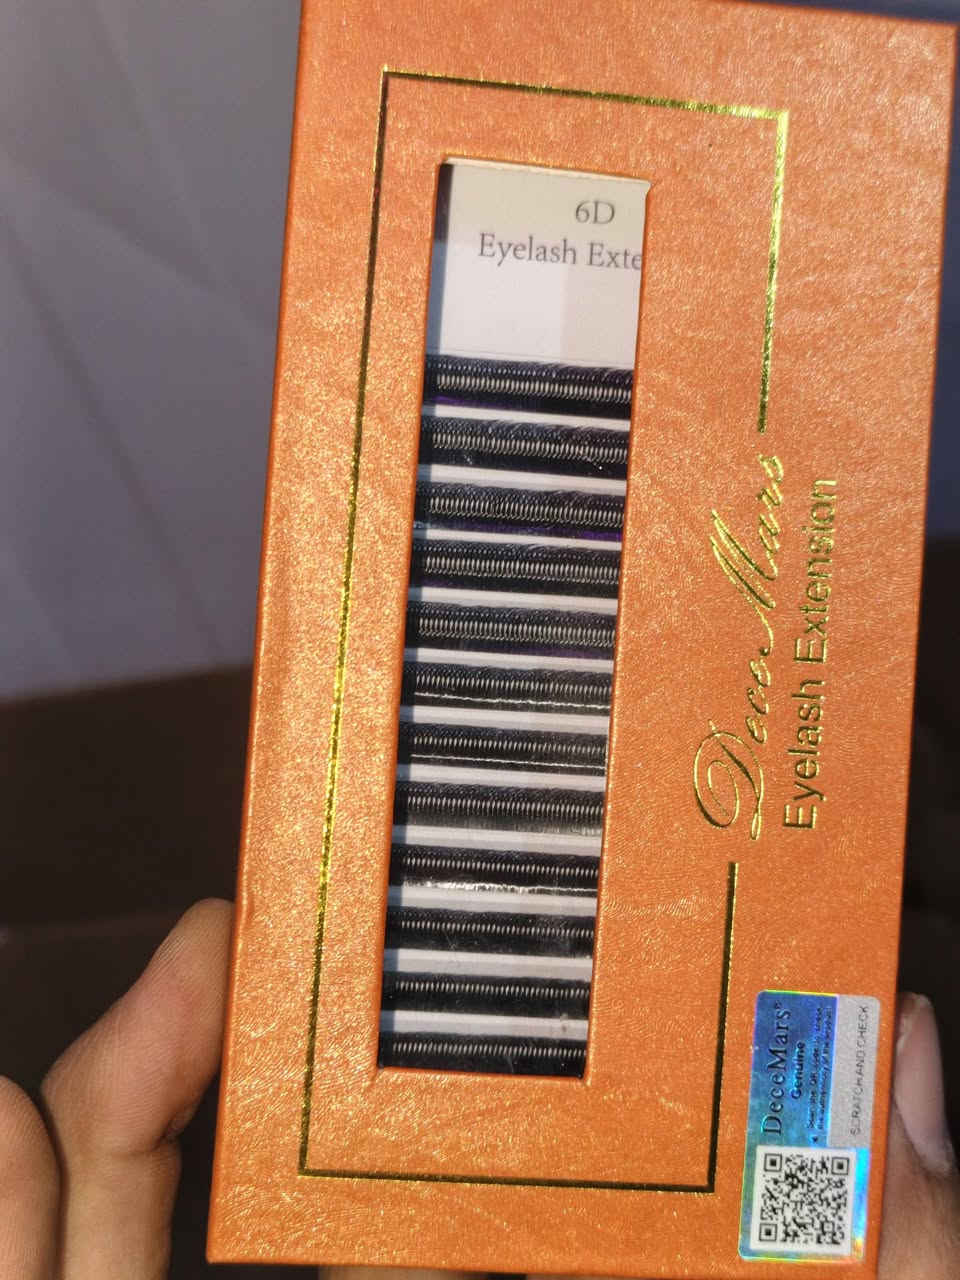 6D
Eyelash Exte
DeceMars
Eyelash Extension
DeceMars®
Genuine
SCRATCH AND CHECK